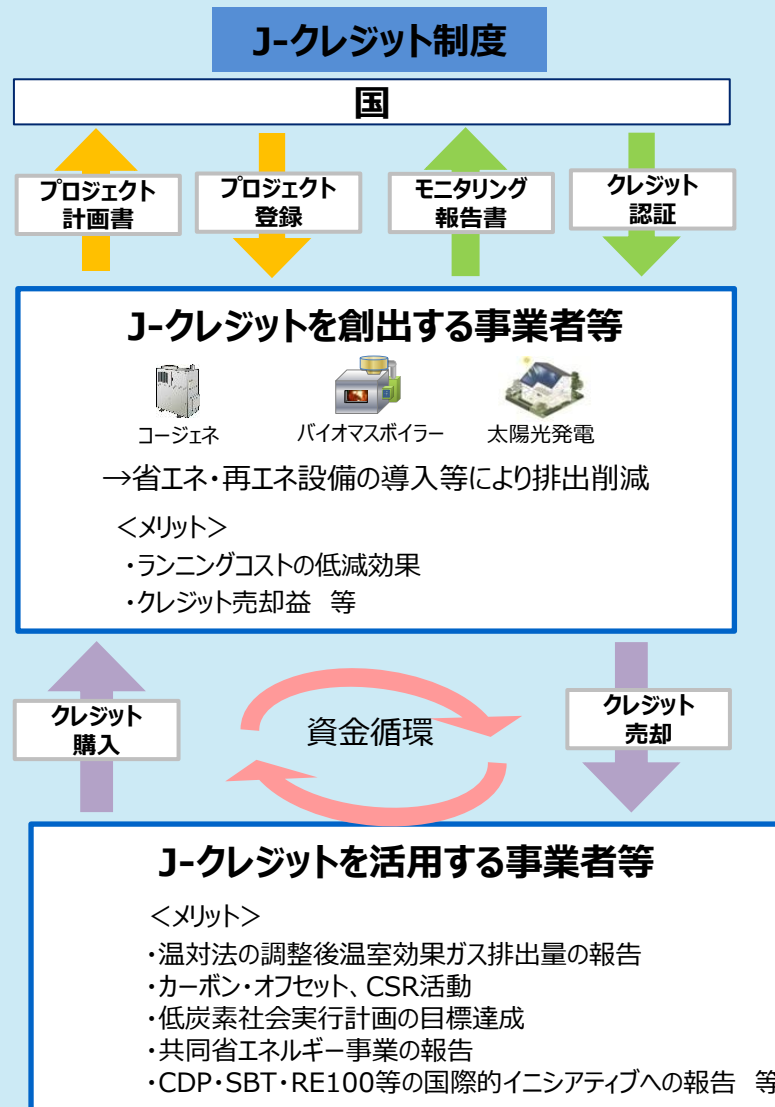 J-クレジット制度
国
プロジェクト
計画書
プロジェクト
登録
モニタリング
報告書
クレジット
認証
J-クレジットを創出する事業者等
コージェネ
バイオマスボイラー
太陽光発電
→省エネ・再エネ設備の導入等により排出削減
＜メリット＞
・ランニングコストの低減効果
・クレジット売却益　等
クレジット
購入
資金循環
クレジット
売却
J-クレジットを活用する事業者等
＜メリット＞
・温対法の調整後温室効果ガス排出量の報告
・カーボン・オフセット、CSR活動
・低炭素社会実行計画の目標達成
・共同省エネルギー事業の報告
・CDP・SBT・RE100等の国際的イニシアティブへの報告　等